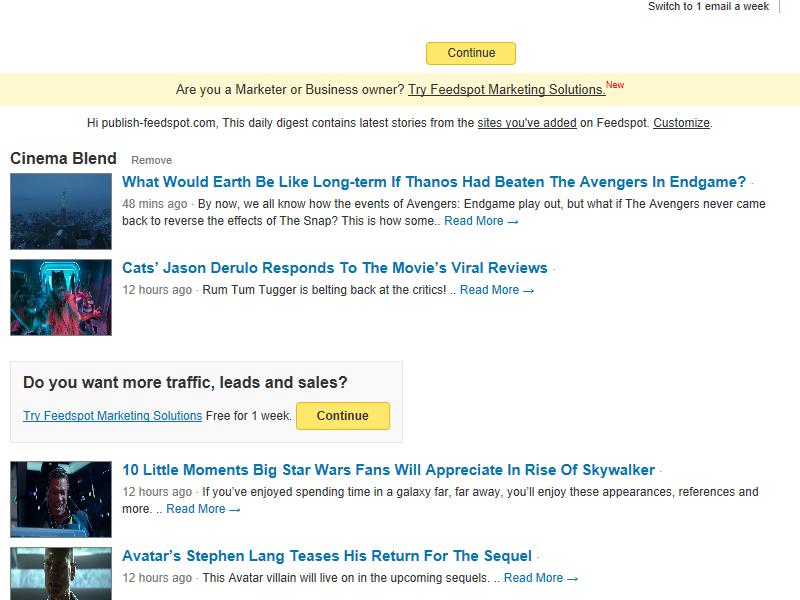 Switch to 1 email a week
Continue
Are you a Marketer or Business owner? Try Feedspot Marketing Solutions.New
Hi publish-feedspot.com, This daily digest contains latest stories from the sites you've added on Feedspot. Customize.
Cinema Blend Remove
What Would Earth Be Like Long-term If Thanos Had Beaten The Avengers In Endgame? ·
48 mins ago · By now, we all know how the events of Avengers: Endgame play out, but what if The Avengers never came
back to reverse the effects of The Snap? This is how some.. Read More →
Cats’ Jason Derulo Responds To The Movie’s Viral Reviews ·
12 hours ago · Rum Tum Tugger is belting back at the critics! .. Read More →
Do you want more traffic, leads and sales?
Try Feedspot Marketing Solutions Free for 1 week. Continue
10 Little Moments Big Star Wars Fans Will Appreciate In Rise Of Skywalker ·
12 hours ago · If you’ve enjoyed spending time in a galaxy far, far away, you’ll enjoy these appearances, references and
more. .. Read More →
Avatar’s Stephen Lang Teases His Return For The Sequel ·
12 hours ago · This Avatar villain will live on in the upcoming sequels. .. Read More →